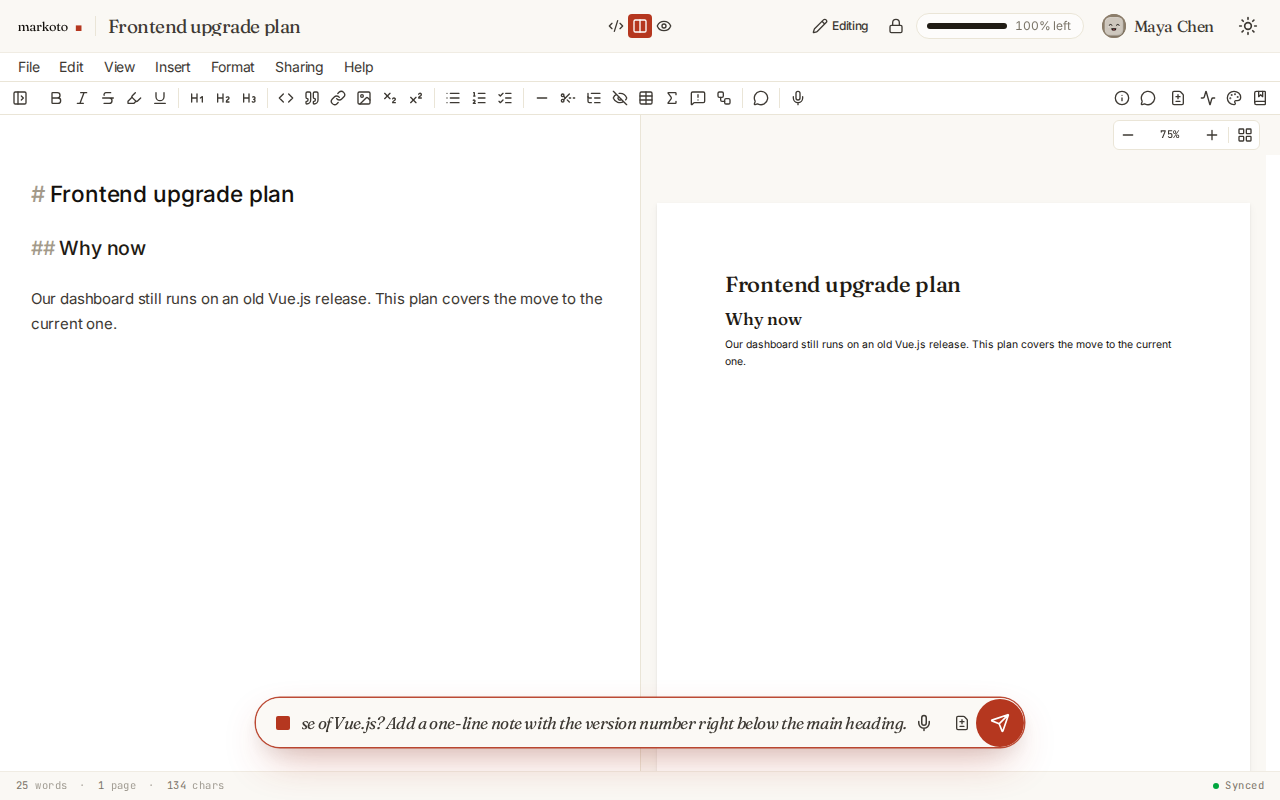 markoto
Frontend upgrade plan
Editing
100% left
Maya Chen
File Edit View Insert Format Sharing Help
H1 H2 H3
75%
# Frontend upgrade plan
## Why now
Our dashboard still runs on an old Vue.js release. This plan covers the move to the
current one.
Frontend upgrade plan
Why now
Our dashboard still runs on an old Vue.js release. This plan covers the move to the current
one.
se of Vue.js? Add a one-line note with the version number right below the main heading.
25 words · 1 page · 134 chars
Synced